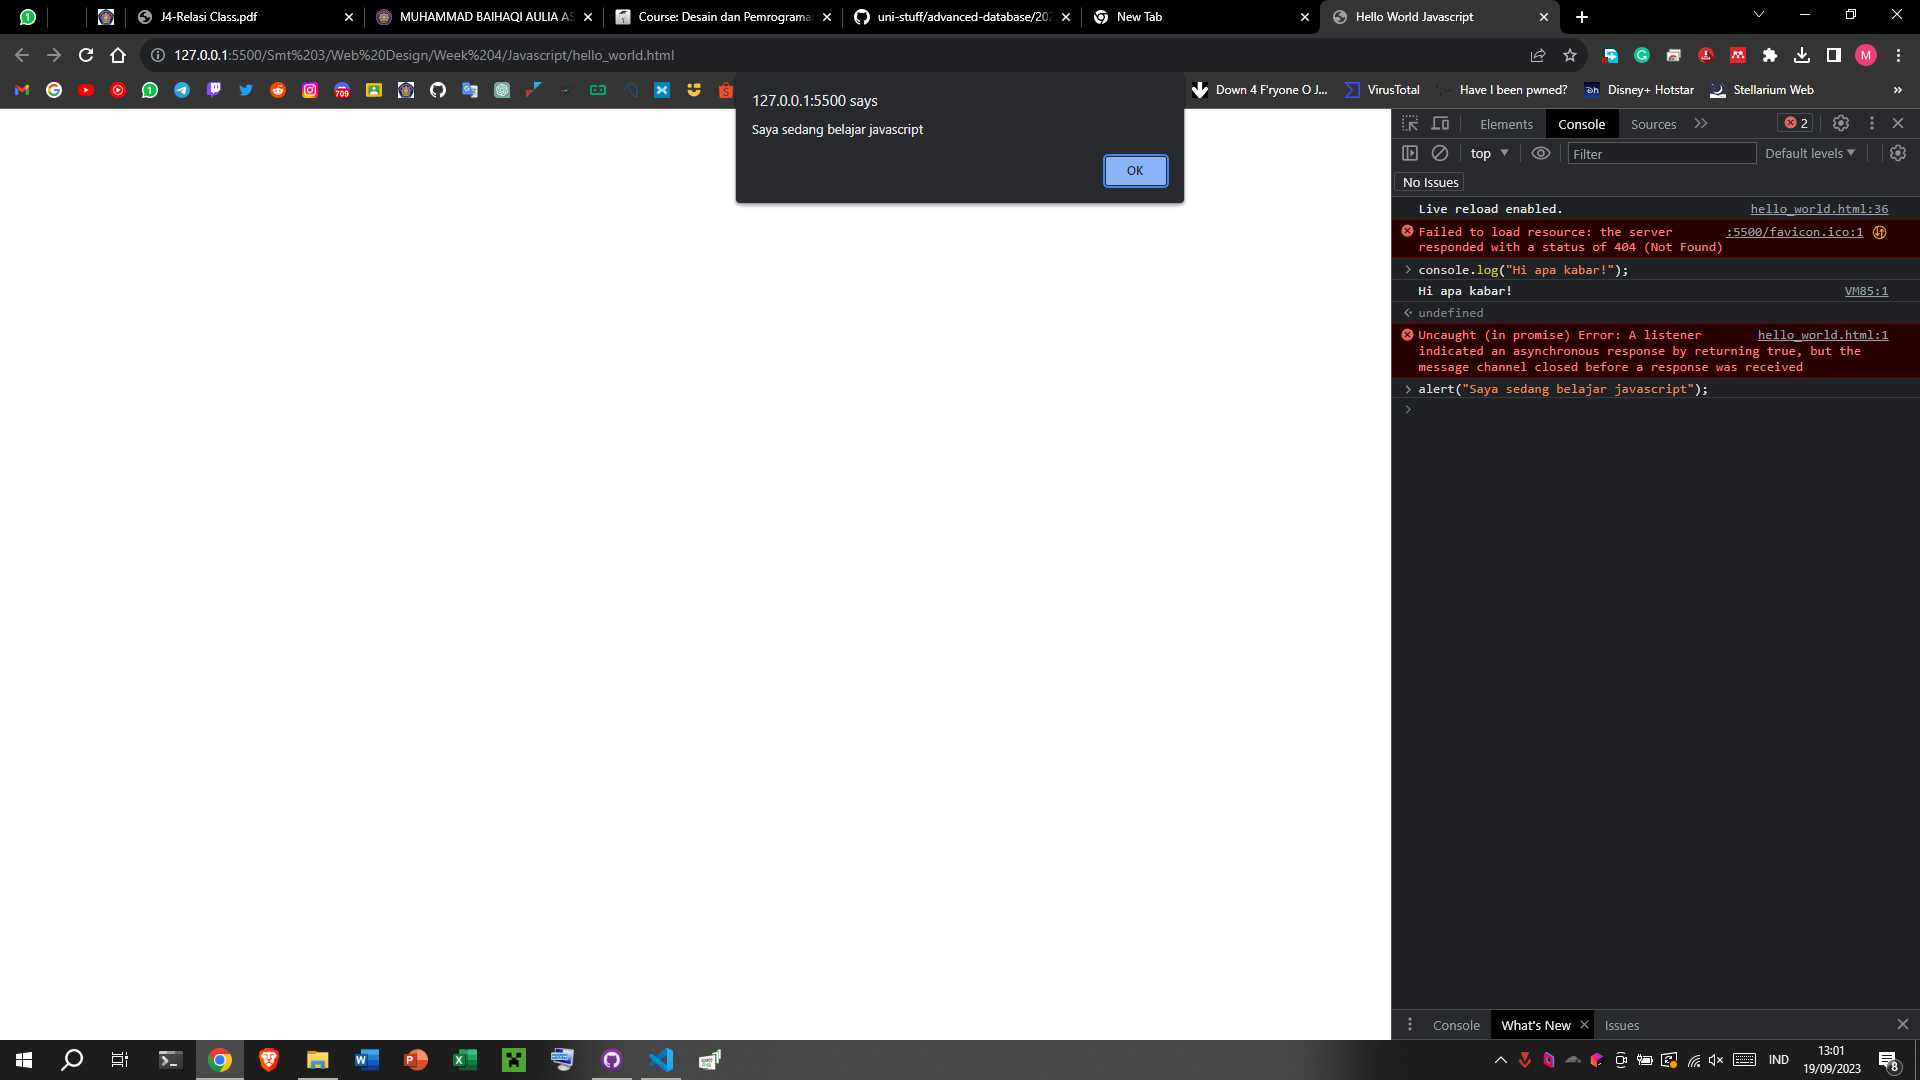 J4-Relasi Class.pdf
MUHAMMAD BAIHAQI AULIA AS
Course: Desain dan Pemrograma
uni-stuff/advanced-database/202
New Tab
Hello World Javascript
127.0.0.1:5500/Smt%203/Web%20Design/Week%204/Javascript/hello_world.html
M
709
Down 4 F'ryone O J...
VirusTotal
Have I been pwned?
Disney+ Hotstar
Stellarium Web
»
127.0.0.1:5500 says
Saya sedang belajar javascript
OK
Elements
Console
Sources
2
top
Filter
Default levels
No Issues
Live reload enabled.
hello_world.html:36
Failed to load resource: the server
:5500/favicon.ico:1
responded with a status of 404 (Not Found)
console.log("Hi apa kabar!");
Hi apa kabar!
VM85:1
undefined
Uncaught (in promise) Error: A listener
hello_world.html:1
indicated an asynchronous response by returning true, but the
message channel closed before a response was received
alert("Saya sedang belajar javascript");
Console
What's New
Issues
IND
13:01
19/09/2023
8